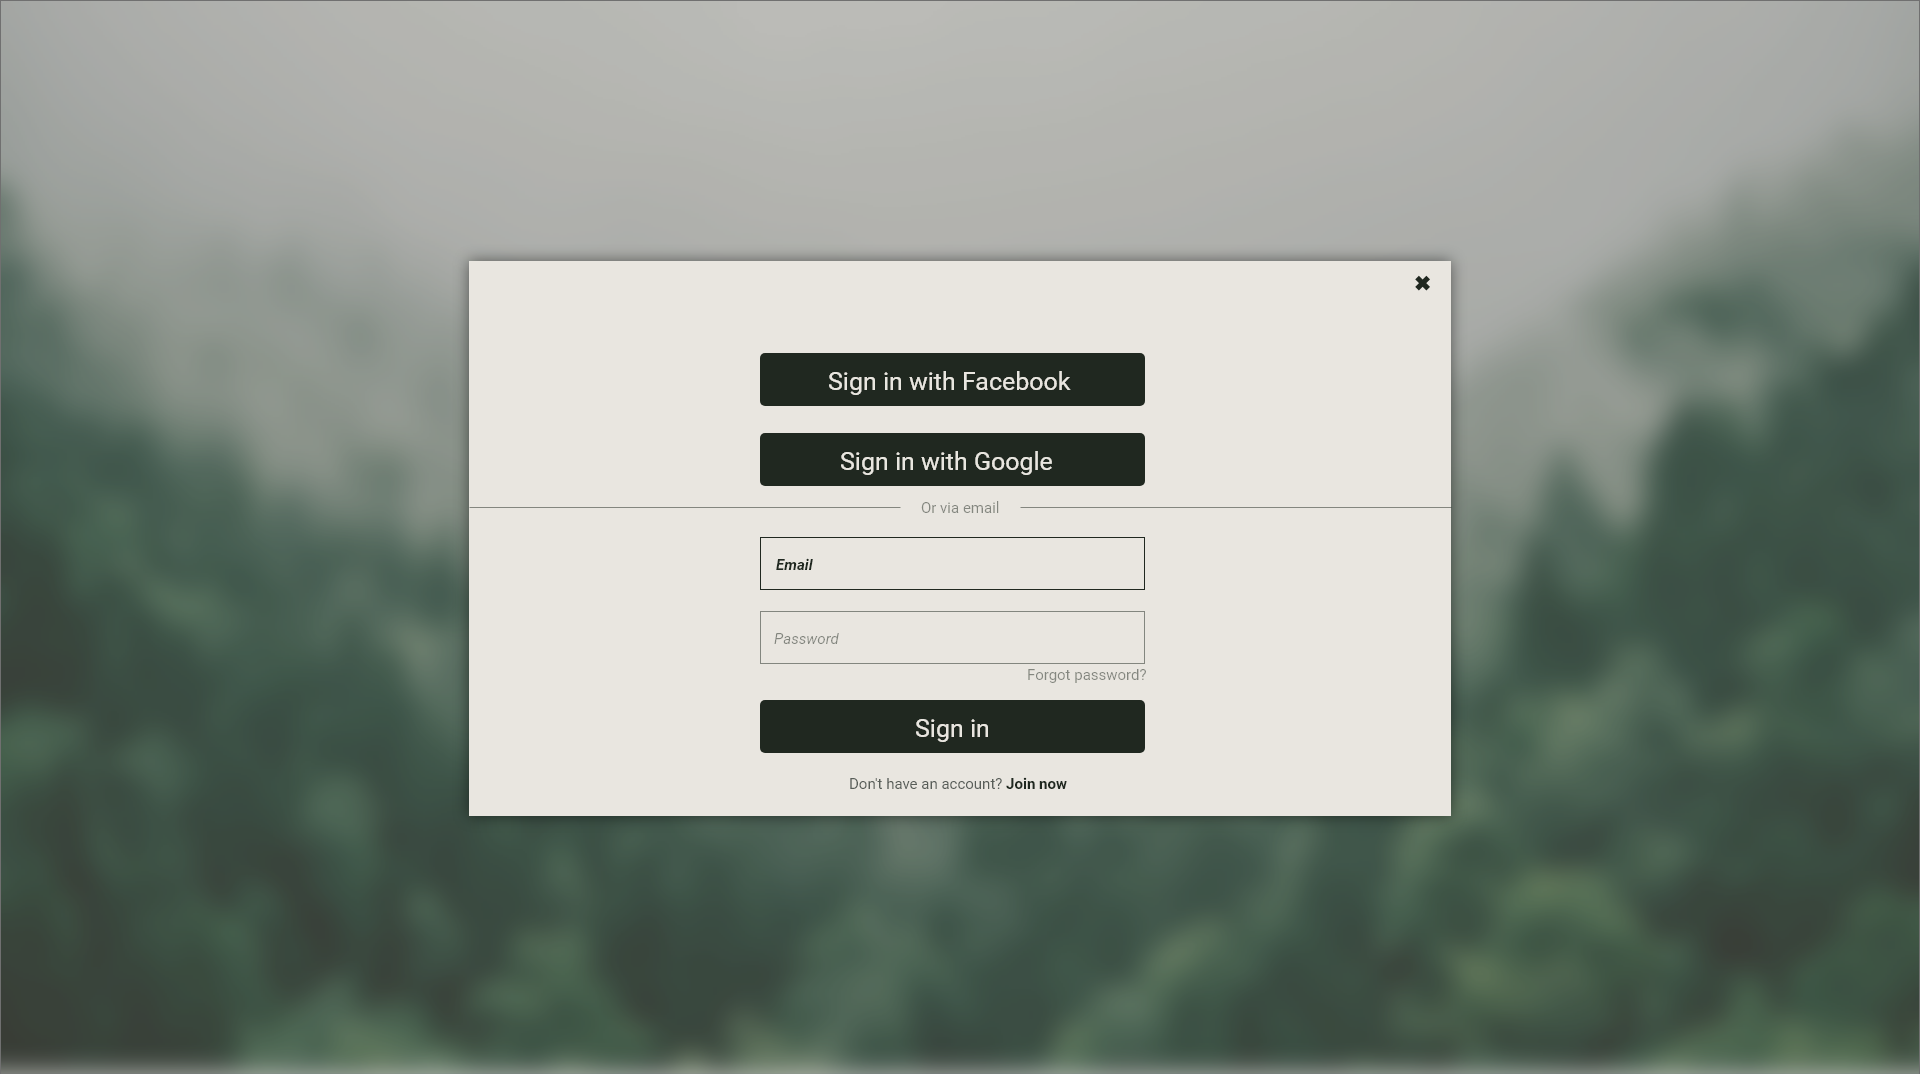 ✖
Sign in with Facebook
Sign in with Google
Or via email
Email
Password
Forgot password?
Sign in
Don't have an account? Join now